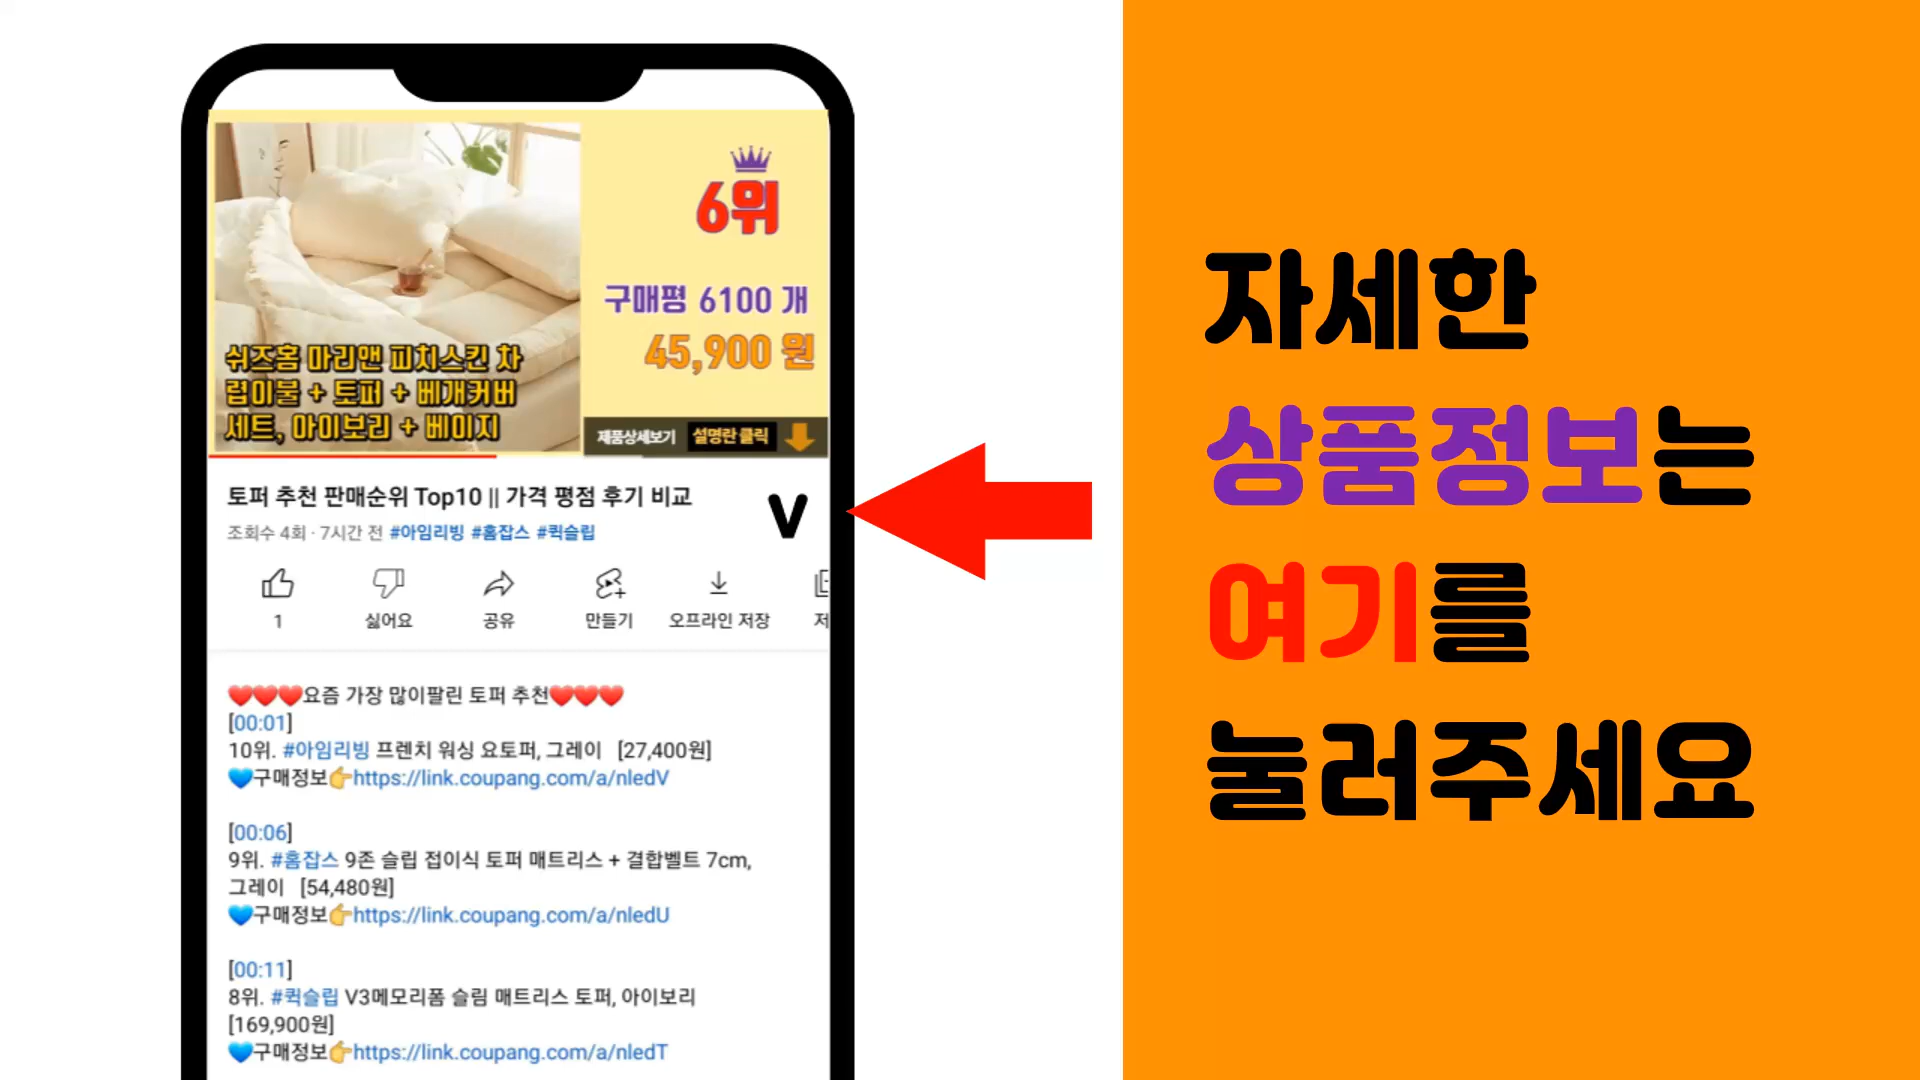 6위
구매평 6100 개
45,900 원
쉬즈홈 마리앤 피치스킨 차
렵이불 + 토퍼 + 베개커버
세트, 아이보리 + 베이지
제품상세보기 설명란 클릭
토퍼 추천 판매순위 Top10 || 가격 평점 후기 비교
V
조회수 4회 · 7시간 전 #아임리빙 #홈잡스 #퀵슬립
1 싫어요 공유 만들기 오프라인 저장 저
❤️❤️❤️요즘 가장 많이팔린 토퍼 추천❤️❤️❤️
[00:01]
10위. #아임리빙 프렌치 워싱 요토퍼, 그레이 [27,400원]
💙구매정보👉https://link.coupang.com/a/nledV
[00:06]
9위. #홈잡스 9존 슬립 접이식 토퍼 매트리스 + 결합벨트 7cm,
그레이 [54,480원]
💙구매정보👉https://link.coupang.com/a/nledU
[00:11]
8위. #퀵슬립 V3메모리폼 슬림 매트리스 토퍼, 아이보리
[169,900원]
💙구매정보👉https://link.coupang.com/a/nledT
자세한
상품정보는
여기를
눌러주세요